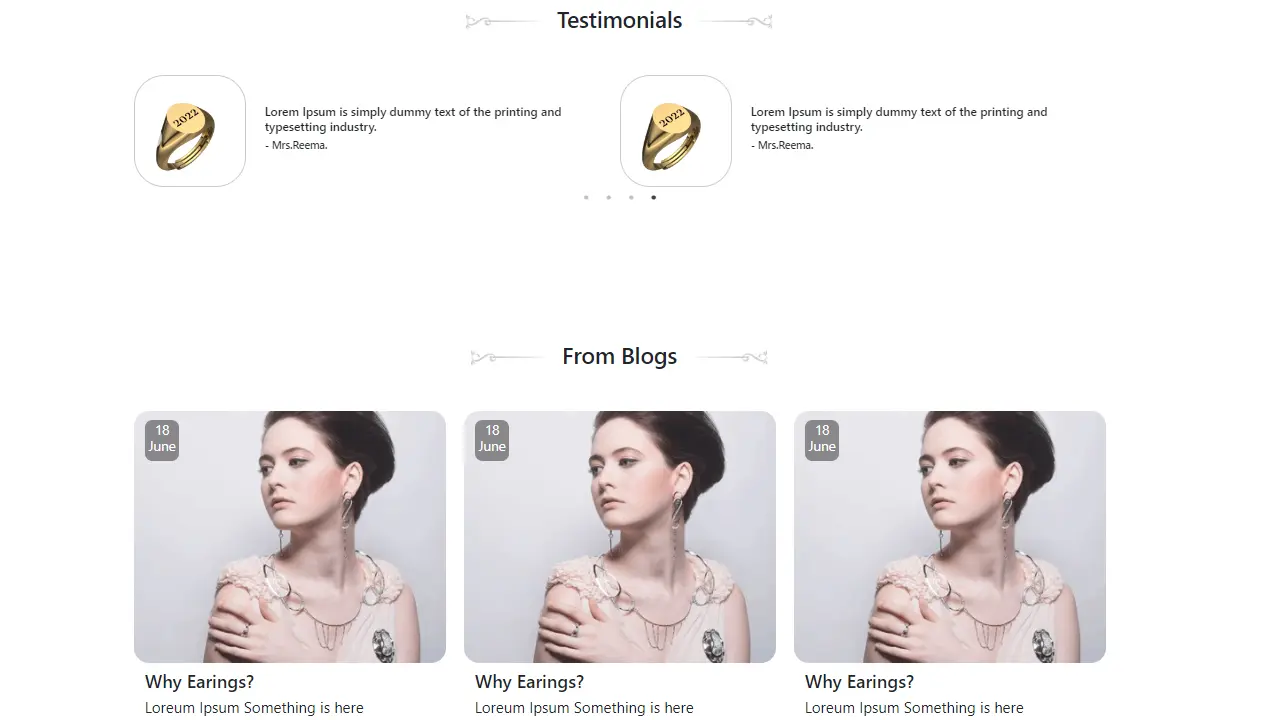 Testimonials
2022
Lorem Ipsum is simply dummy text of the printing and
typesetting industry.
- Mrs.Reema.
2022
Lorem Ipsum is simply dummy text of the printing and
typesetting industry.
- Mrs.Reema.
From Blogs
18
June
18
June
18
June
Why Earings?
Why Earings?
Why Earings?
Loreum Ipsum Something is here
Loreum Ipsum Something is here
Loreum Ipsum Something is here